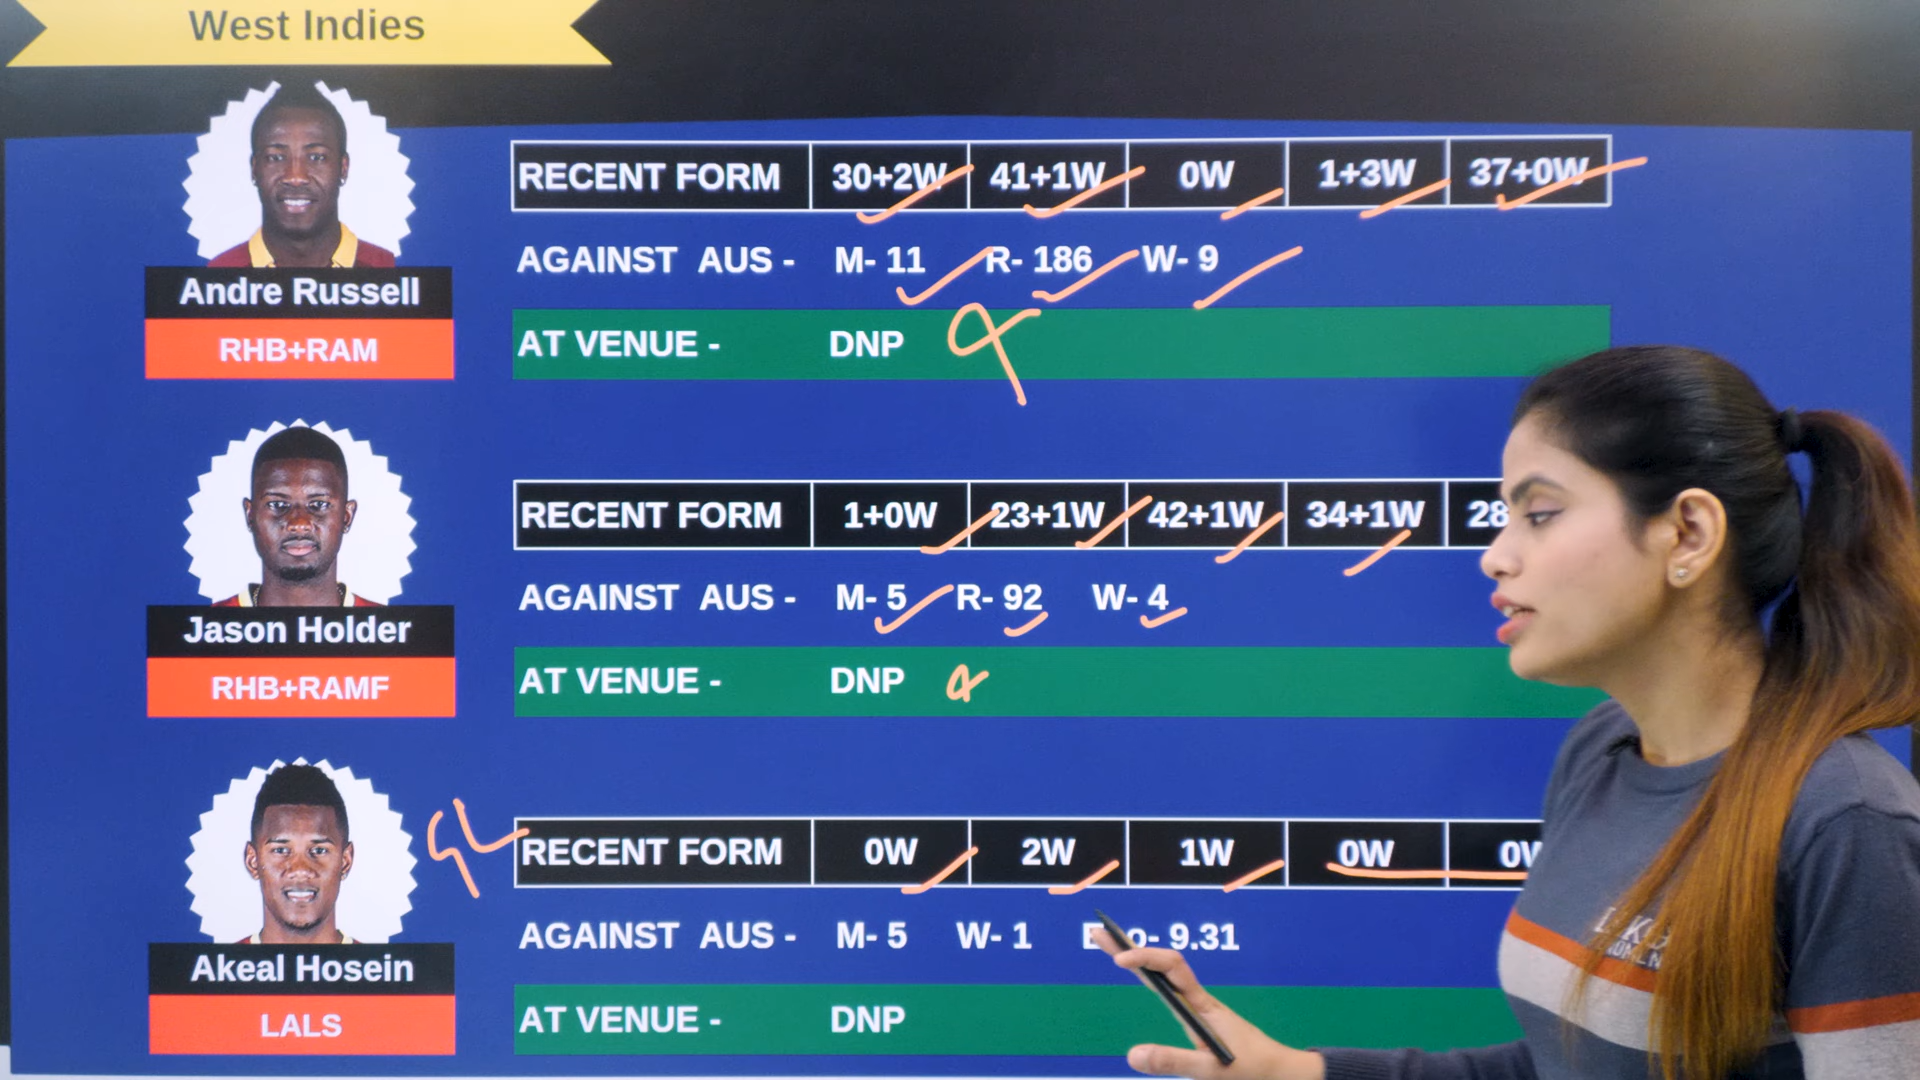 West Indies
RECENT FORM 30+2W 41+1W 0W 1+3W 37+0W
AGAINST AUS - M- 11 R- 186 W- 9
Andre Russell
RHB+RAM
AT VENUE - DNP
RECENT FORM 1+0W 23+1W 42+1W 34+1W 28
AGAINST AUS - M- 5 R- 92 W- 4
Jason Holder
RHB+RAMF
AT VENUE - DNP
RECENT FORM 0W 2W 1W 0W
AGAINST AUS - M- 5 W- 1 9.31
Akeal Hosein
LALS
AT VENUE - DNP